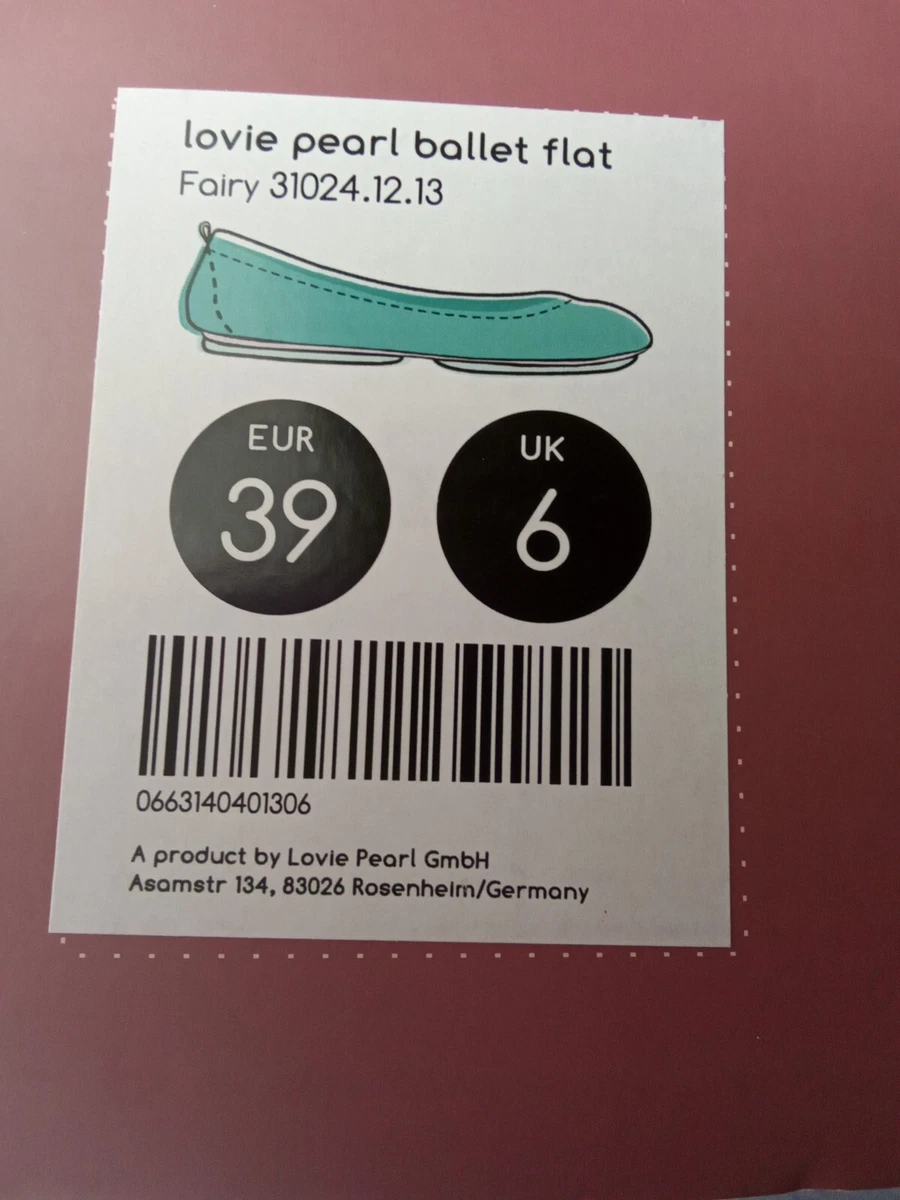 lovie pearl ballet flat
Fairy 31024.12.13
EUR
39
UK
6
0663140401306
A product by Lovie Pearl GmbH
Asamstr 134, 83026 Rosenheim/Germany